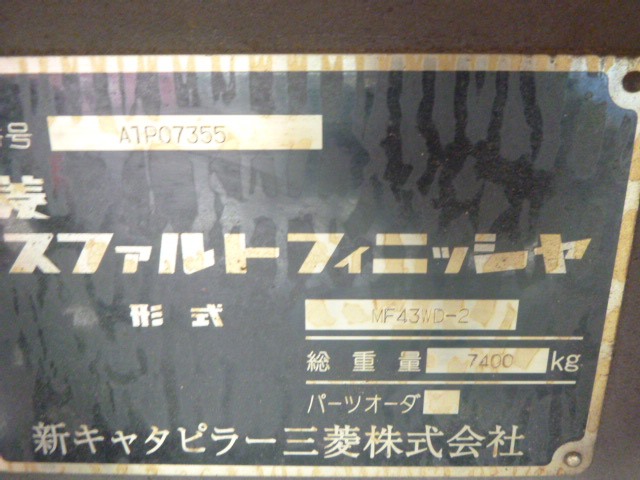 号 A1P07355
装
スファルトフィニッシャ
形式 MF43WD-2
総重量 7400 kg
パーツオーダ
新キャタピラー三菱株式会社